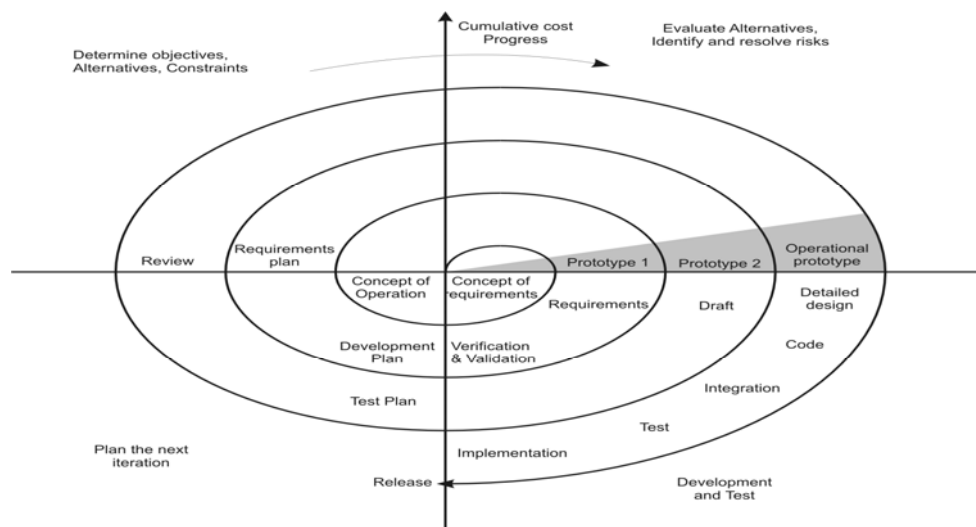 Cumulative cost
Progress
Evaluate Alternatives,
Identify and resolve risks
Determine objectives,
Alternatives, Constraints
Review
Requirements
plan
Prototype 1
Prototype 2
Operational
prototype
Concept of
Operation
Concept of
requirements
Requirements
Draft
Detailed
design
Development
Plan
Verification
& Validation
Code
Test Plan
Integration
Test
Plan the next
iteration
Implementation
Release
Development
and Test